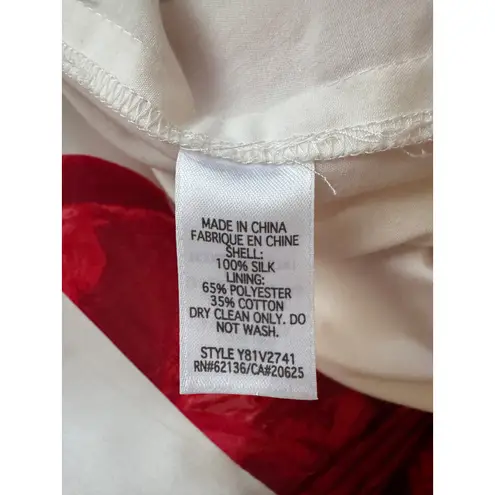 MADE IN CHINA
FABRIQUE EN CHINE
SHELL:
100% SILK
LINING:
65% POLYESTER
35% COTTON
DRY CLEAN ONLY. DO
NOT WASH.
STYLE Y81V2741
RN#62136/CA#20625